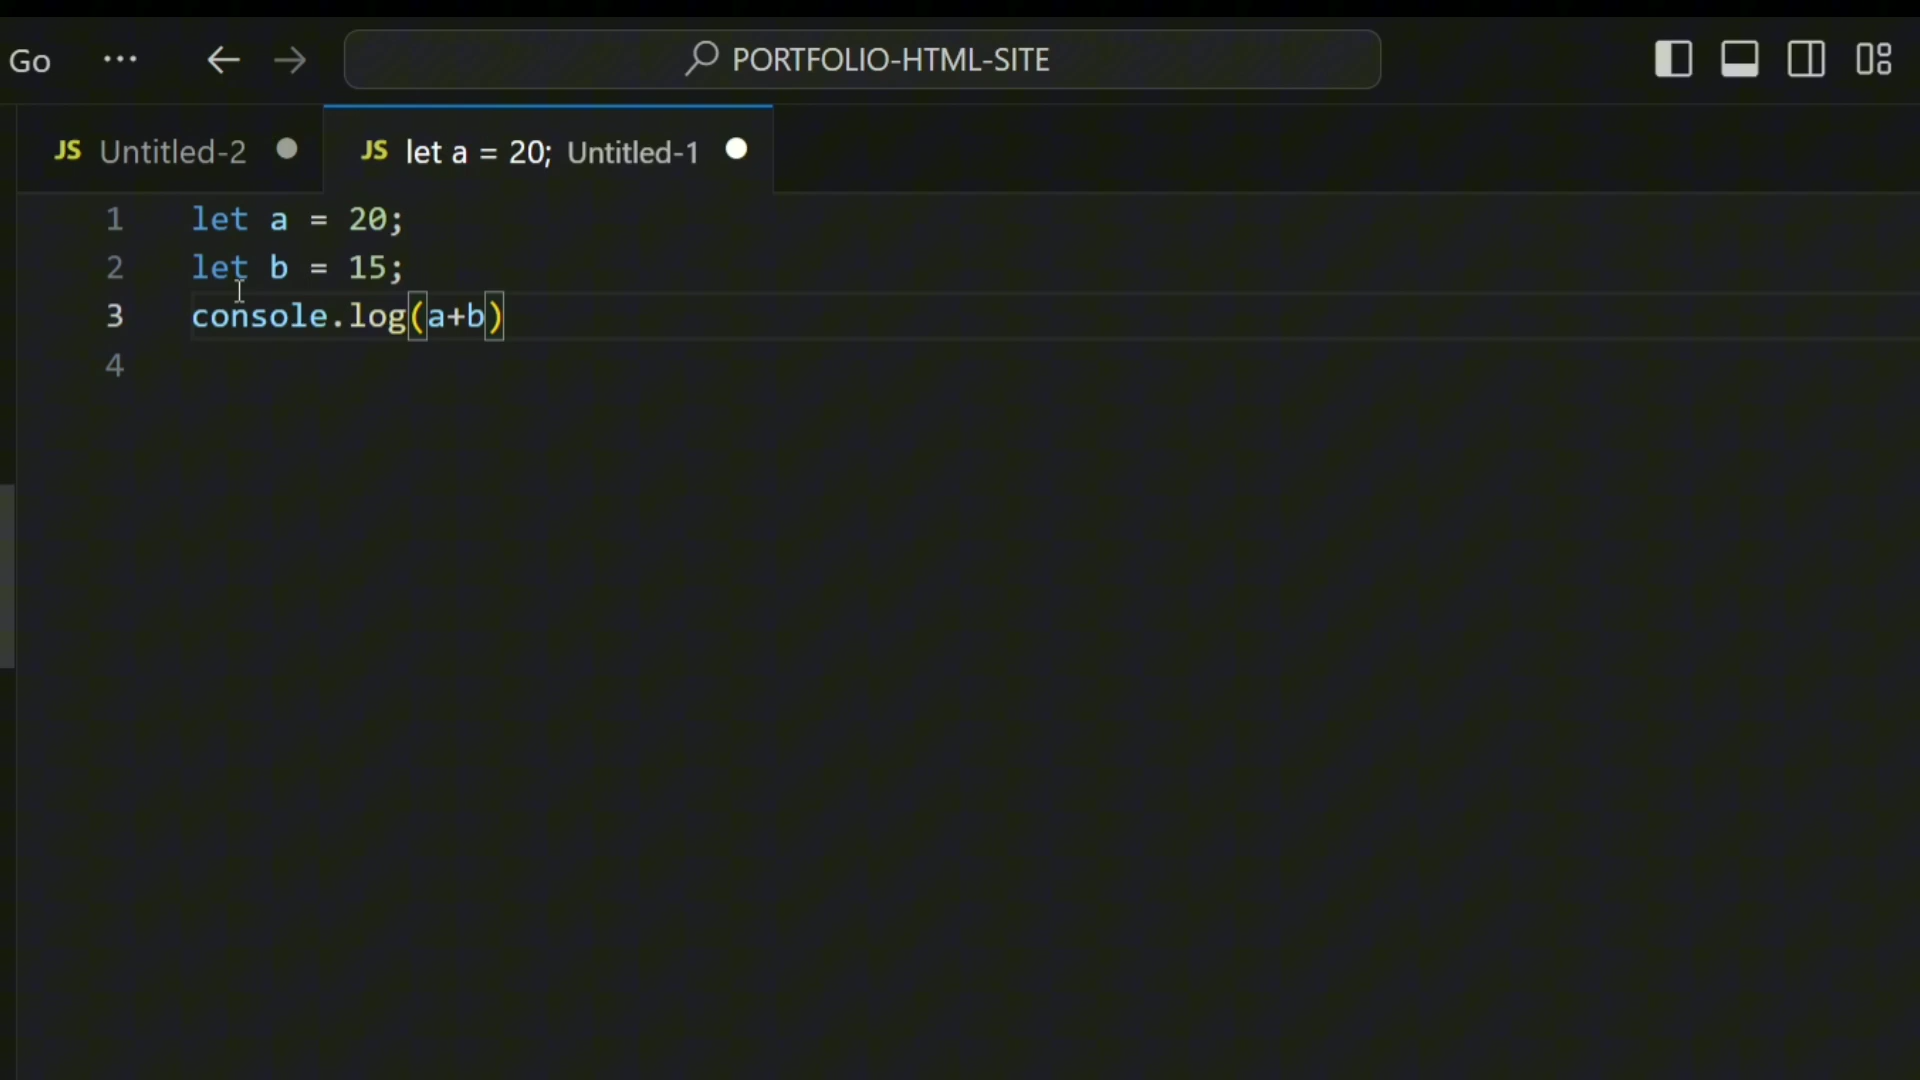 Go ··· PORTFOLIO-HTML-SITE
JS Untitled-2 JS let a = 20; Untitled-1
1 let a = 20;
2 let b = 15;
3 console.log(a+b)
4